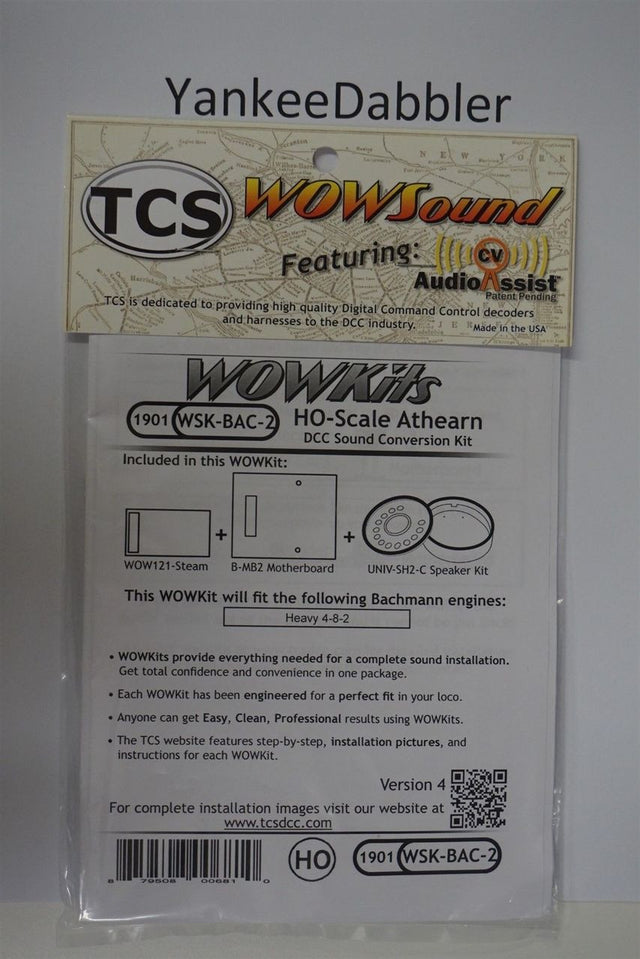 YankeeDabbler
NEW YORK
TCS
WOWSound
Featuring:
CV
AudioAssist
Patent Pending
TCS is dedicated to providing high quality Digital Command Control decoders
and harnesses to the DCC industry.
Made in the USA
WOWKits
1901 WSK-BAC-2
HO-Scale Athearn
DCC Sound Conversion Kit
Included in this WOWKit:
+
+
WOW121-Steam
B-MB2 Motherboard
UNIV-SH2-C Speaker Kit
This WOWKit will fit the following Bachmann engines:
Heavy 4-8-2
• WOWKits provide everything needed for a complete sound installation.
Get total confidence and convenience in one package.
• Each WOWKit has been engineered for a perfect fit in your loco.
• Anyone can get Easy, Clean, Professional results using WOWKits.
• The TCS website features step-by-step, installation pictures, and
instructions for each WOWKit.
Version 4
For complete installation images visit our website at
www.tcsdcc.com
8 79508 00681 0
HO
1901 WSK-BAC-2